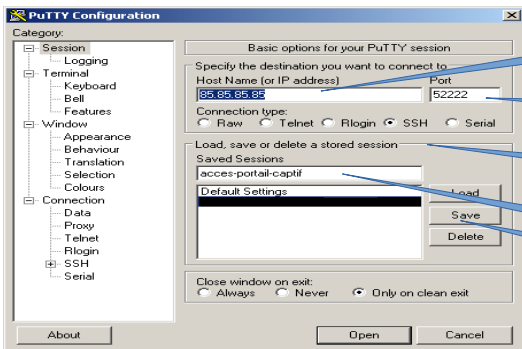 PuTTY Configuration
Category:
Session
Logging
Terminal
Keyboard
Bell
Features
Window
Appearance
Behaviour
Translation
Selection
Colours
Connection
Data
Proxy
Telnet
Rlogin
SSH
Serial
Basic options for your PuTTY session
Specify the destination you want to connect to
Host Name (or IP address) Port
85.85.85.85 52222
Connection type:
Raw Telnet Rlogin SSH Serial
Load, save or delete a stored session
Saved Sessions
acces-portail-captif
Default Settings
Load
Save
Delete
Close window on exit:
Always Never Only on clean exit
About Open Cancel